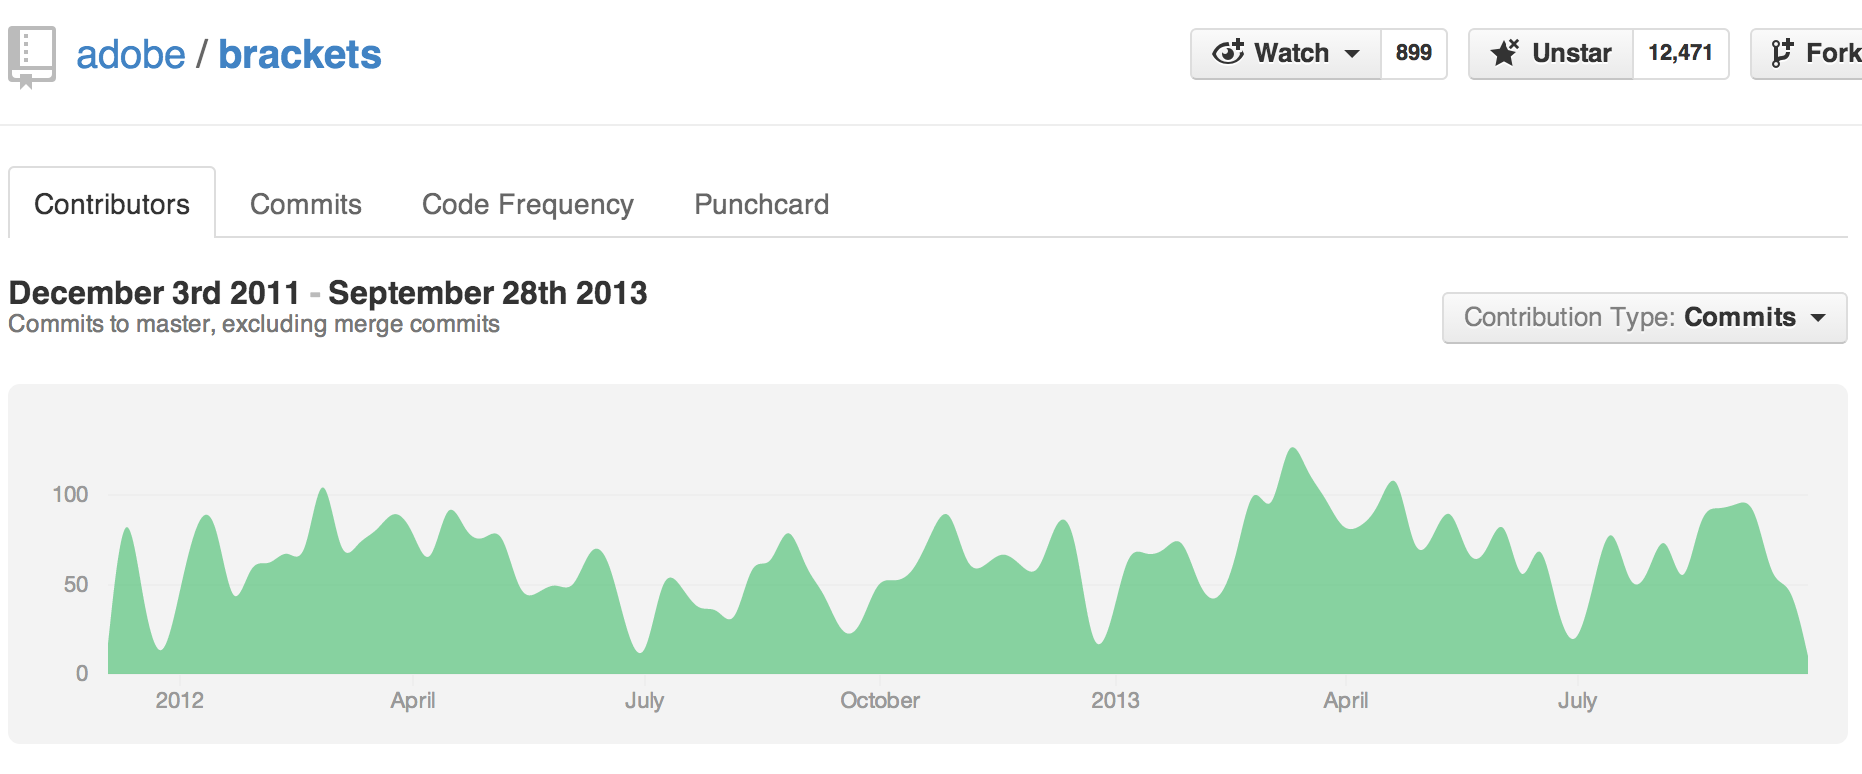 adobe / brackets
Watch 899 Unstar 12,471 Fork
Contributors Commits Code Frequency Punchcard
December 3rd 2011 - September 28th 2013
Commits to master, excluding merge commits
Contribution Type: Commits
100
50
0
2012 April July October 2013 April July